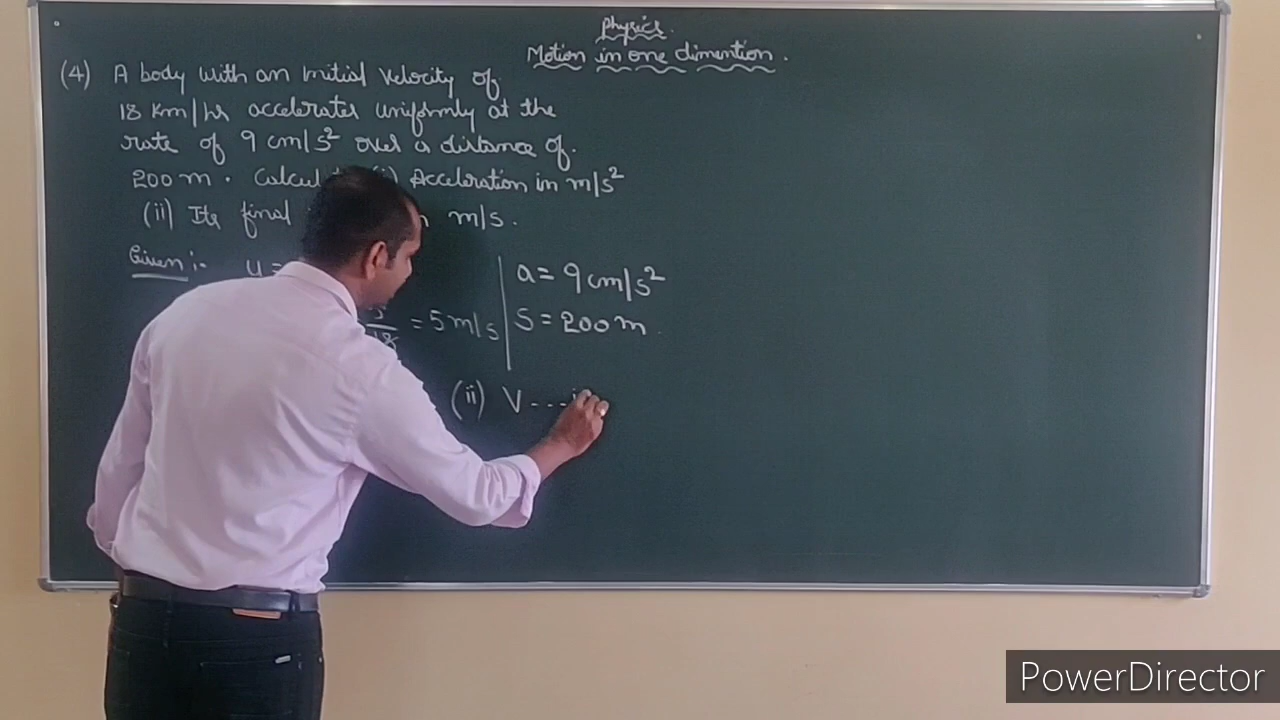 Physics.
Motion in one dimention.
(4) A body with an initial velocity of
18 Km/hr accelerates uniformly at the
rate of 9 cm/s² over a distance of.
200 m. Calcul (i) Acceleration in m/s²
(ii) Its final m/s.
Given :- u =
a = 9 cm/s²
= 5 m/s
S = 200 m.
(ii) V ---
PowerDirector